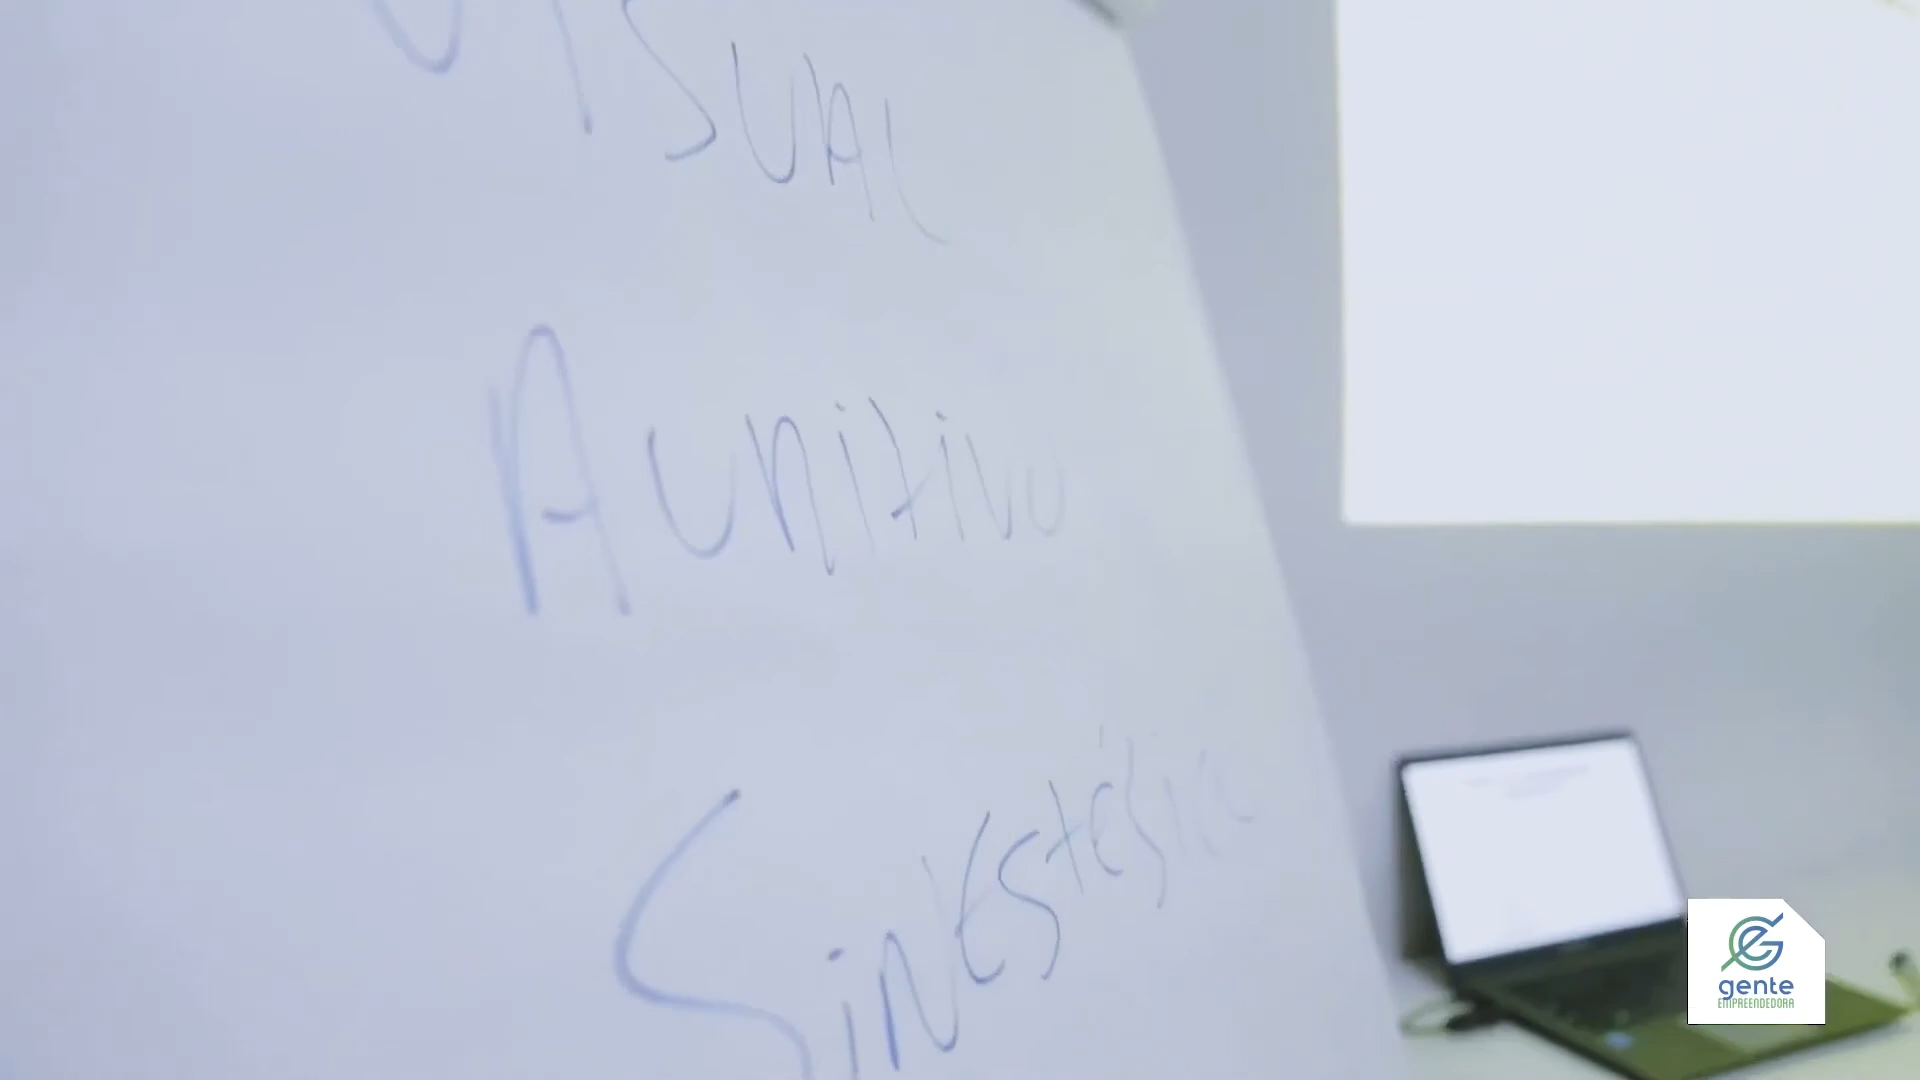 VISUAL
AUDiTivo
SiNESTÉSico
gente
EMPREENDEDORA